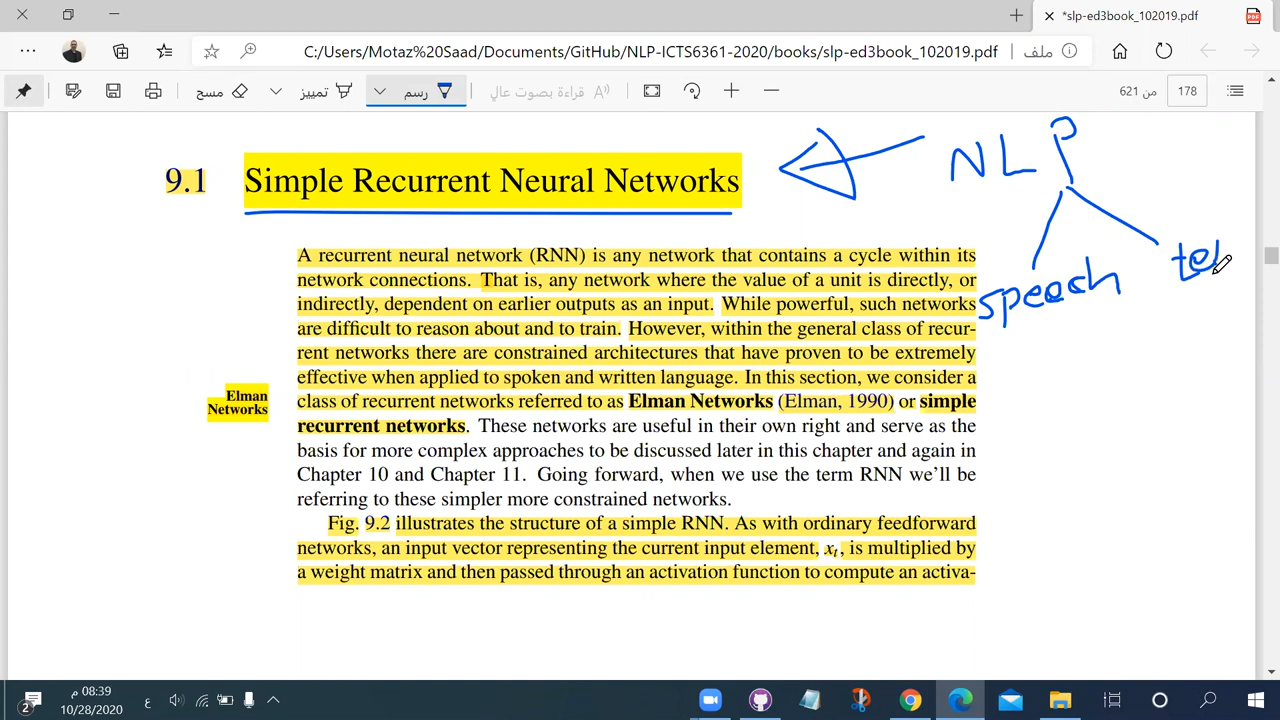 *slp-ed3book_102019.pdf
C:/Users/Motaz%20Saad/Documents/GitHub/NLP-ICTS6361-2020/books/slp-ed3book_102019.pdf
ملف
مسح
تمييز
رسم
قراءة بصوت عالٍ
621 من
178
NLP
speech
9.1 Simple Recurrent Neural Networks
A recurrent neural network (RNN) is any network that contains a cycle within its
network connections. That is, any network where the value of a unit is directly, or
indirectly, dependent on earlier outputs as an input. While powerful, such networks
are difficult to reason about and to train. However, within the general class of recur-
rent networks there are constrained architectures that have proven to be extremely
effective when applied to spoken and written language. In this section, we consider a
Elman
Networks
class of recurrent networks referred to as Elman Networks (Elman, 1990) or simple
recurrent networks. These networks are useful in their own right and serve as the
basis for more complex approaches to be discussed later in this chapter and again in
Chapter 10 and Chapter 11. Going forward, when we use the term RNN we'll be
referring to these simpler more constrained networks.
Fig. 9.2 illustrates the structure of a simple RNN. As with ordinary feedforward
networks, an input vector representing the current input element, xₜ, is multiplied by
a weight matrix and then passed through an activation function to compute an activa-
2
08:39 م
10/28/2020
ع